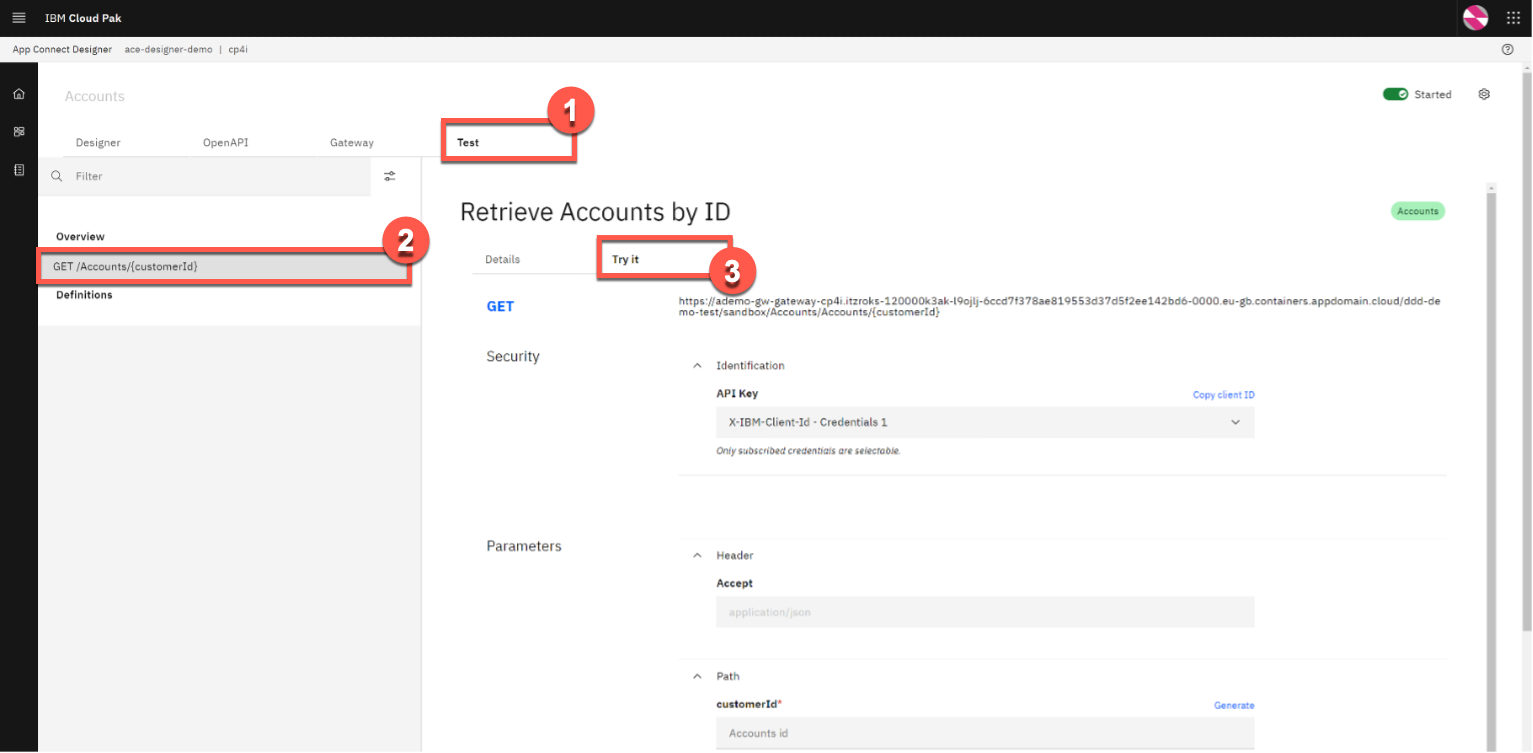 IBM Cloud Pak
App Connect Designer ace-designer-demo | cp4i
Accounts
Started
1
Designer OpenAPI Gateway Test
Filter
Retrieve Accounts by ID
Accounts
Overview
2
GET /Accounts/{customerId}
Definitions
Details Try it
3
GET
https://ademo-gw-gateway-cp4i.itzroks-120000k3ak-l9ojlj-6ccd7f378ae819553d37d5f2ee142bd6-0000.eu-gb.containers.appdomain.cloud/ddd-de
mo-test/sandbox/Accounts/Accounts/{customerId}
Security
Identification
API Key Copy client ID
X-IBM-Client-Id - Credentials 1
Only subscribed credentials are selectable.
Parameters
Header
Accept
application/json
Path
customerId* Generate
Accounts id